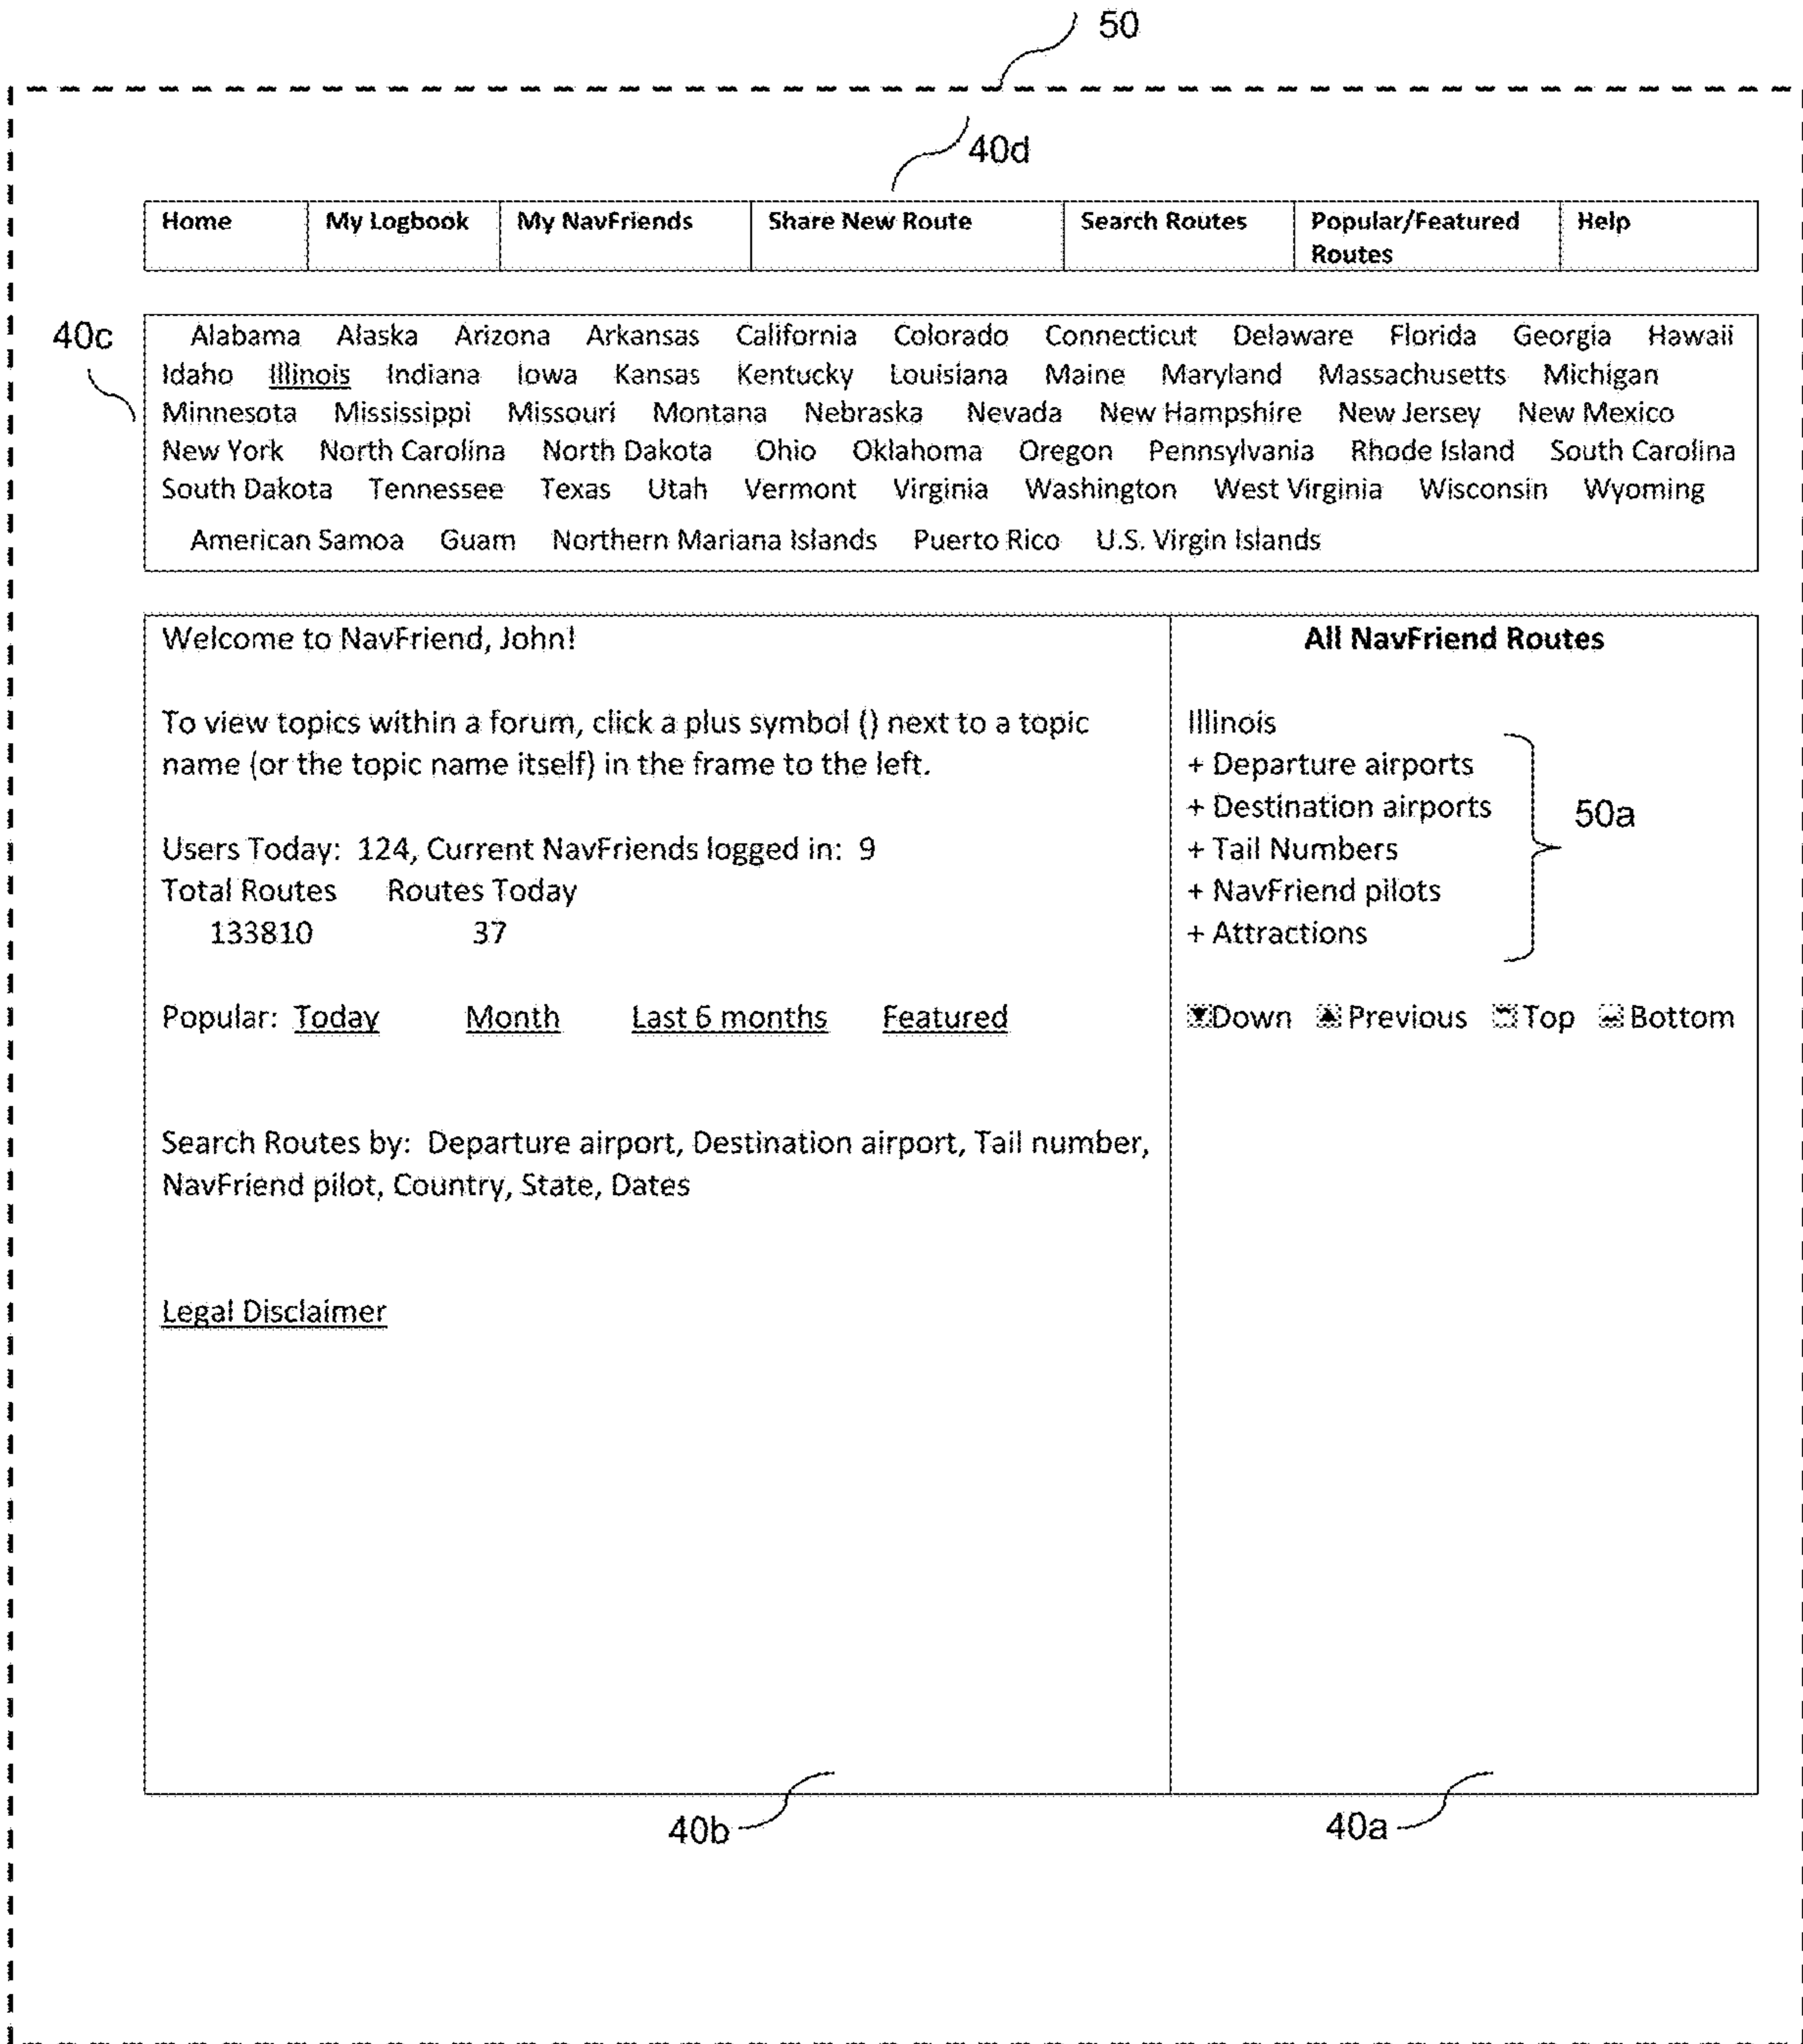 50
40d
Home My Logbook My NavFriends Share New Route Search Routes Popular/Featured Routes Help
40c
Alabama Alaska Arizona Arkansas California Colorado Connecticut Delaware Florida Georgia Hawaii
Idaho Illinois Indiana Iowa Kansas Kentucky Louisiana Maine Maryland Massachusetts Michigan
Minnesota Mississippi Missouri Montana Nebraska Nevada New Hampshire New Jersey New Mexico
New York North Carolina North Dakota Ohio Oklahoma Oregon Pennsylvania Rhode Island South Carolina
South Dakota Tennessee Texas Utah Vermont Virginia Washington West Virginia Wisconsin Wyoming
American Samoa Guam Northern Mariana Islands Puerto Rico U.S. Virgin Islands
Welcome to NavFriend, John!
To view topics within a forum, click a plus symbol () next to a topic
name (or the topic name itself) in the frame to the left.
Users Today: 124, Current NavFriends logged in: 9
Total Routes Routes Today
133810 37
Popular: Today Month Last 6 months Featured
Search Routes by: Departure airport, Destination airport, Tail number,
NavFriend pilot, Country, State, Dates
Legal Disclaimer
All NavFriend Routes
Illinois
+ Departure airports
+ Destination airports
+ Tail Numbers
+ NavFriend pilots
+ Attractions
50a
Down Previous Top Bottom
40b
40a